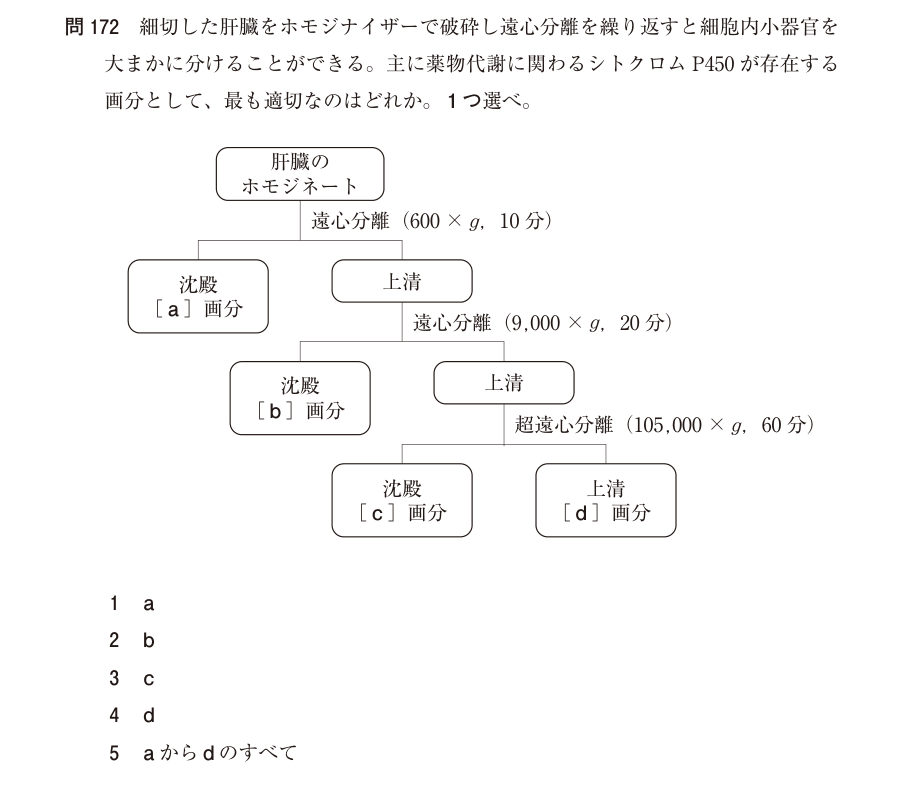 問 172 細切した肝臓をホモジナイザーで破砕し遠心分離を繰り返すと細胞内小器官を
大まかに分けることができる。主に薬物代謝に関わるシトクロム P450 が存在する
画分として、最も適切なのはどれか。1つ選べ。
肝臓の
ホモジネート
遠心分離（600 × g, 10 分）
沈殿
［a］画分
上清
遠心分離（9,000 × g, 20 分）
沈殿
［b］画分
上清
超遠心分離（105,000 × g, 60 分）
沈殿
［c］画分
上清
［d］画分
1 a
2 b
3 c
4 d
5 aからdのすべて